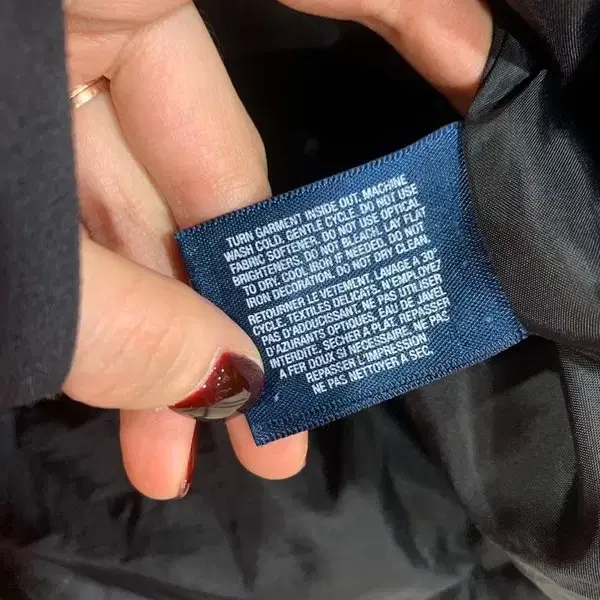 TURN GARMENT INSIDE OUT. MACHINE
WASH COLD. GENTLE CYCLE. DO NOT USE
FABRIC SOFTENER. DO NOT USE OPTICAL
BRIGHTENERS. DO NOT BLEACH. LAY FLAT
TO DRY. COOL IRON IF NEEDED. DO NOT
IRON DECORATION. DO NOT DRY CLEAN.
RETOURNER LE VETEMENT. LAVAGE A 30°
CYCLE TEXTILES DELICATS. N'EMPLOYEZ
PAS D'ADOUCISSANT. NE PAS UTILISER
D'AZURANTS OPTIQUES. EAU DE JAVEL
INTERDITE. SECHER A PLAT. REPASSER
A FER DOUX SI NECESSAIRE. NE PAS
REPASSER L'IMPRESSION
NE PAS NETTOYER A SEC.